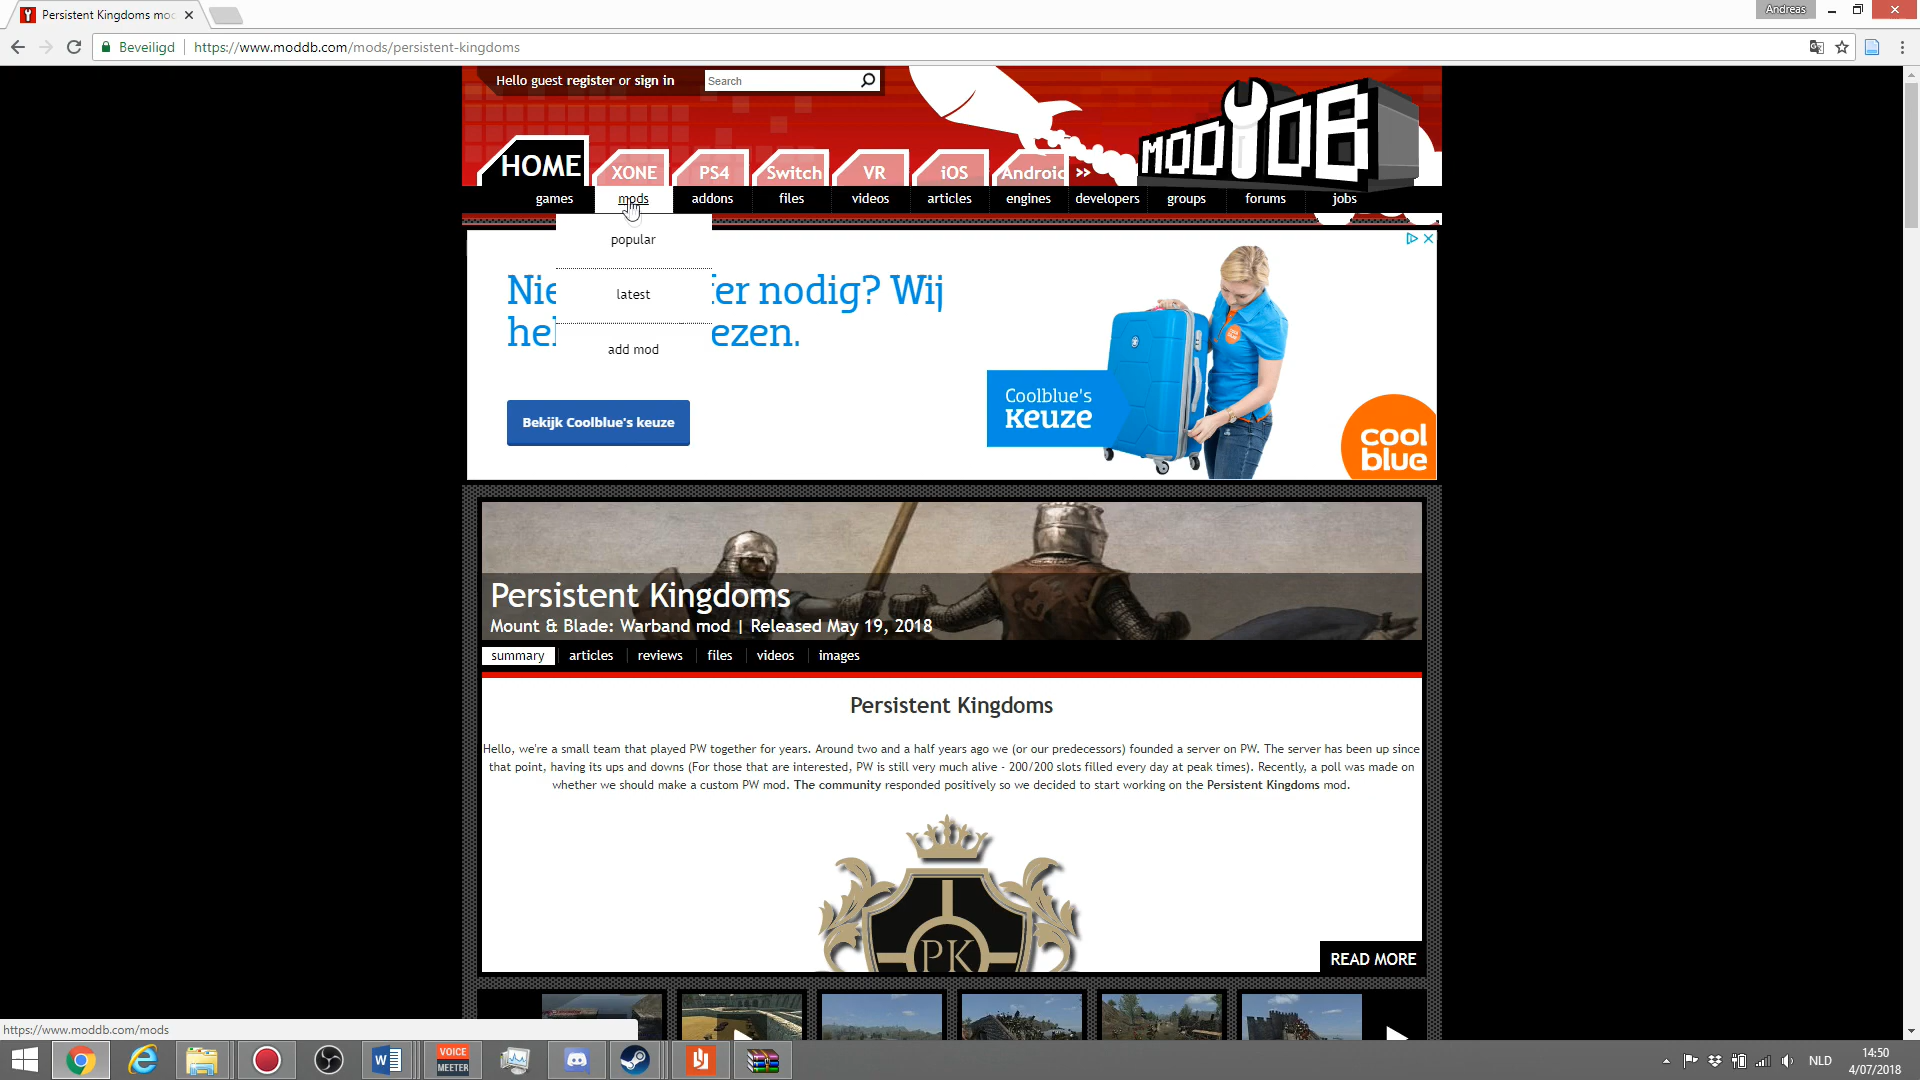 Persistent Kingdoms mod
Andreas
Beveiligd
https://www.moddb.com/mods/persistent-kingdoms
Hello guest register or sign in
Search
MODDB
HOME
XONE
PS4
Switch
VR
iOS
Android
>>
games
mods
addons
files
videos
articles
engines
developers
groups
forums
jobs
popular
latest
add mod
Nie er nodig? Wij
hel ezen.
Bekijk Coolblue's keuze
Coolblue's
Keuze
cool
blue
Persistent Kingdoms
Mount & Blade: Warband mod | Released May 19, 2018
summary
articles
reviews
files
videos
images
Persistent Kingdoms
Hello, we're a small team that played PW together for years. Around two and a half years ago we (or our predecessors) founded a server on PW. The server has been up since
that point, having its ups and downs (For those that are interested, PW is still very much alive - 200/200 slots filled every day at peak times). Recently, a poll was made on
whether we should make a custom PW mod. The community responded positively so we decided to start working on the Persistent Kingdoms mod.
PK
READ MORE
https://www.moddb.com/mods
VOICE
MEETER
NLD
14:50
4/07/2018